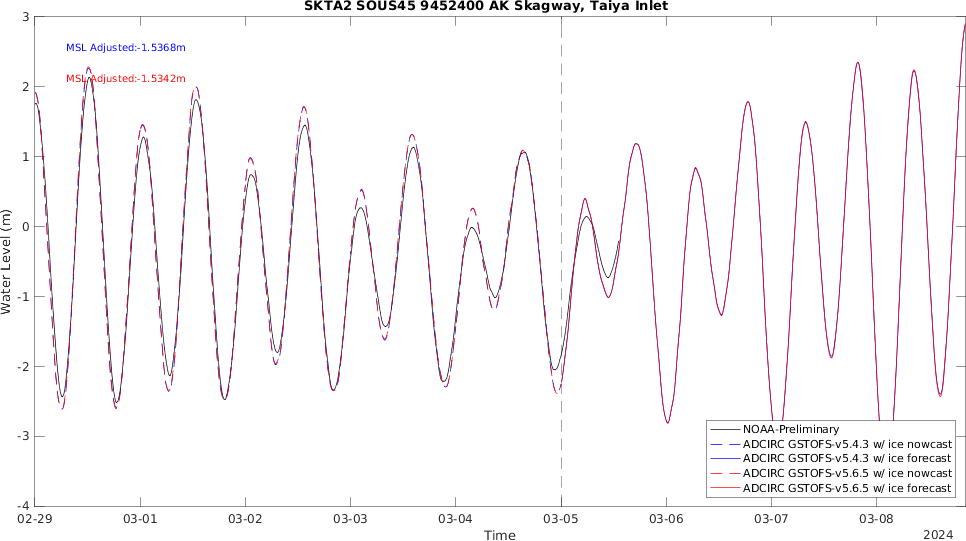 SKTA2 SOUS45 9452400 AK Skagway, Taiya Inlet
3
MSL Adjusted:-1.5368m
MSL Adjusted:-1.5342m
2
1
0
-1
-2
-3
-4
Water Level (m)
NOAA-Preliminary
ADCIRC GSTOFS-v5.4.3 w/ ice nowcast
ADCIRC GSTOFS-v5.4.3 w/ ice forecast
ADCIRC GSTOFS-v5.6.5 w/ ice nowcast
ADCIRC GSTOFS-v5.6.5 w/ ice forecast
02-29 03-01 03-02 03-03 03-04 03-05 03-06 03-07 03-08
Time
2024